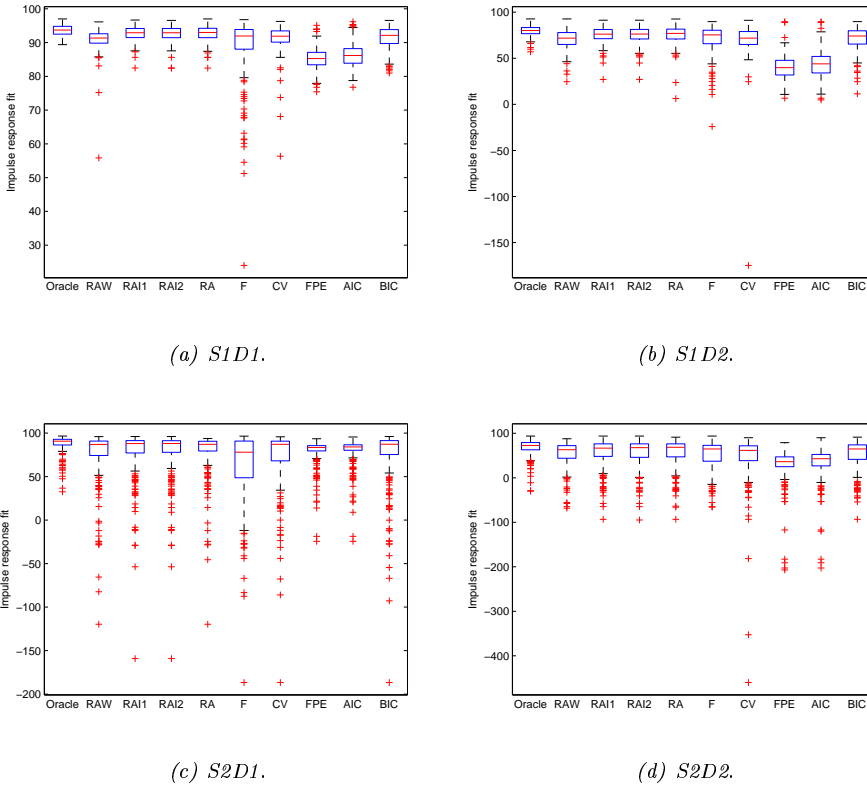 100
90
80
70
60
50
40
30
Impulse response fit
Oracle RAW RAI1 RAI2 RA F CV FPE AIC BIC
(a) S1D1.
100
50
0
−50
−100
−150
Impulse response fit
Oracle RAW RAI1 RAI2 RA F CV FPE AIC BIC
(b) S1D2.
100
50
0
−50
−100
−150
−200
Impulse response fit
Oracle RAW RAI1 RAI2 RA F CV FPE AIC BIC
(c) S2D1.
100
0
−100
−200
−300
−400
Impulse response fit
Oracle RAW RAI1 RAI2 RA F CV FPE AIC BIC
(d) S2D2.